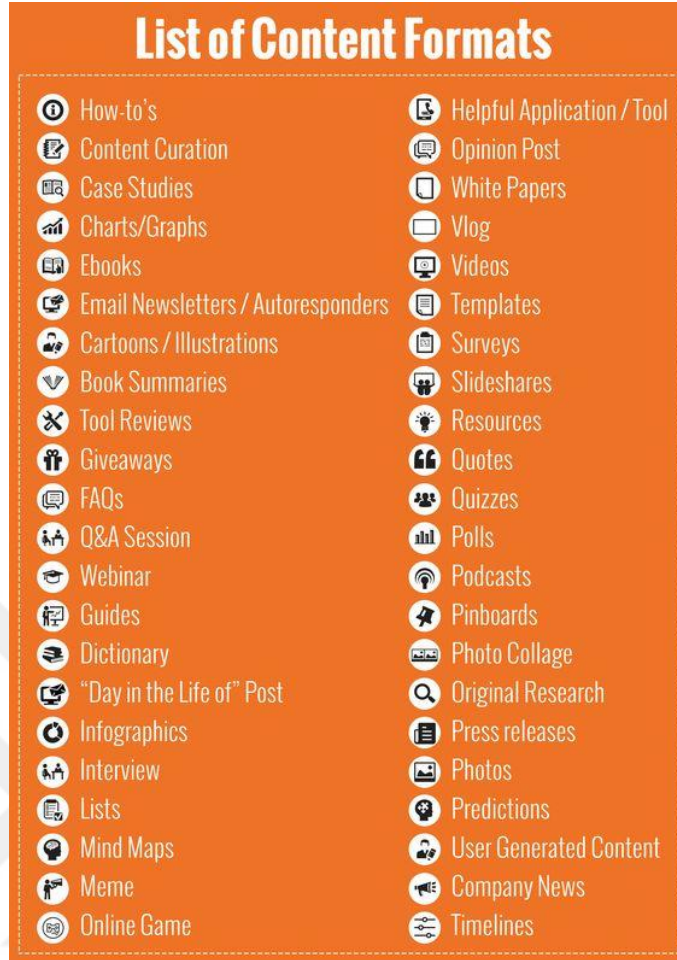 List of Content Formats
How-to's
Content Curation
Case Studies
Charts/Graphs
Ebooks
Email Newsletters / Autoresponders
Cartoons / Illustrations
Book Summaries
Tool Reviews
Giveaways
FAQs
Q&A Session
Webinar
Guides
Dictionary
“Day in the Life of” Post
Infographics
Interview
Lists
Mind Maps
Meme
Online Game
Helpful Application / Tool
Opinion Post
White Papers
Vlog
Videos
Templates
Surveys
Slideshares
Resources
Quotes
Quizzes
Polls
Podcasts
Pinboards
Photo Collage
Original Research
Press releases
Photos
Predictions
User Generated Content
Company News
Timelines